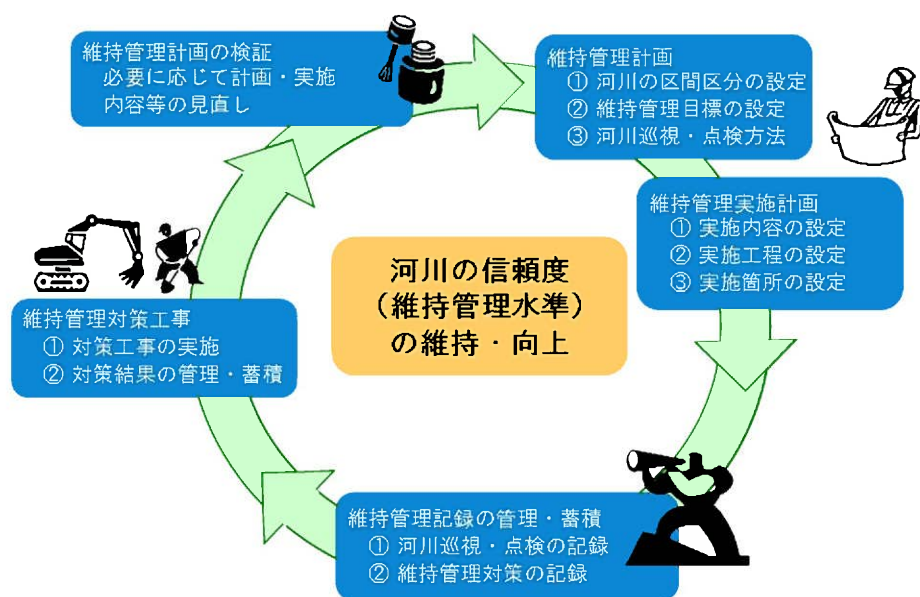 維持管理計画の検証
必要に応じて計画・実施
内容等の見直し
維持管理計画
① 河川の区間区分の設定
② 維持管理目標の設定
③ 河川巡視・点検方法
維持管理実施計画
① 実施内容の設定
② 実施工程の設定
③ 実施箇所の設定
河川の信頼度
(維持管理水準)
の維持・向上
維持管理対策工事
① 対策工事の実施
② 対策結果の管理・蓄積
維持管理記録の管理・蓄積
① 河川巡視・点検の記録
② 維持管理対策の記録